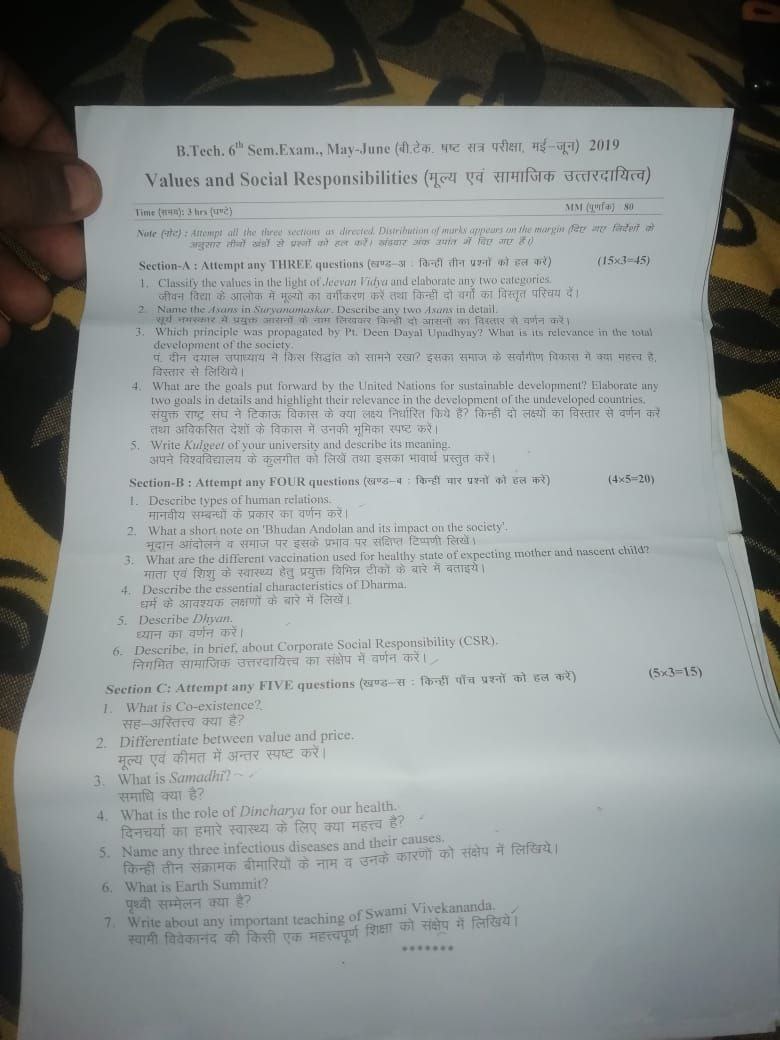 B.Tech. 6th Sem.Exam., May-June (बी.टेक. षष्ट सत्र परीक्षा, मई–जून) 2019
Values and Social Responsibilities (मूल्य एवं सामाजिक उत्तरदायित्व)
Time (समय): 3 hrs (घण्टे) MM (पूर्णांक) : 80
Note (नोट) : Attempt all the three sections as directed. Distribution of marks appears on the margin (दिए गए निर्देशों के
अनुसार तीनों खंडों से प्रश्नों को हल करें। खंडवार अंक उपांत में दिए गए हैं।)
Section-A : Attempt any THREE questions (खण्ड–अ : किन्हीं तीन प्रश्नों को हल करें) (15×3=45)
1. Classify the values in the light of Jeevan Vidya and elaborate any two categories.
जीवन विद्या के आलोक में मूल्यों का वर्गीकरण करें तथा किन्ही दो वर्गों का विस्तृत परिचय दें।
2. Name the Asans in Suryanamaskar. Describe any two Asans in detail.
सूर्य नमस्कार में प्रयुक्त आसनों के नाम लिखकर किन्ही दो आसनों का विस्तार से वर्णन करें।
3. Which principle was propagated by Pt. Deen Dayal Upadhyay? What is its relevance in the total
development of the society.
पं. दीन दयाल उपाध्याय ने किस सिद्धांत को सामने रखा? इसका समाज के सर्वांगीण विकास में क्या महत्त्व है,
विस्तार से लिखिये।
4. What are the goals put forward by the United Nations for sustainable development? Elaborate any
two goals in details and highlight their relevance in the development of the undeveloped countries.
संयुक्त राष्ट्र संघ ने टिकाऊ विकास के क्या लक्ष्य निर्धारित किये हैं? किन्हीं दो लक्ष्यों का विस्तार से वर्णन करें
तथा अविकसित देशों के विकास में उनकी भूमिका स्पष्ट करें।
5. Write Kulgeet of your university and describe its meaning.
अपने विश्वविद्यालय के कुलगीत को लिखें तथा इसका भावार्थ प्रस्तुत करें।
Section-B : Attempt any FOUR questions (खण्ड–ब : किन्हीं चार प्रश्नों को हल करें) (4×5=20)
1. Describe types of human relations.
मानवीय सम्बन्धों के प्रकार का वर्णन करें।
2. What a short note on 'Bhudan Andolan and its impact on the society'.
भूदान आंदोलन व समाज पर इसके प्रभाव पर संक्षिप्त टिप्पणी लिखें।
3. What are the different vaccination used for healthy state of expecting mother and nascent child?
माता एवं शिशु के स्वास्थ्य हेतु प्रयुक्त विभिन्न टीकों के बारे में बताइये।
4. Describe the essential characteristics of Dharma.
धर्म के आवश्यक लक्षणों के बारे में लिखें।
5. Describe Dhyan.
ध्यान का वर्णन करें।
6. Describe, in brief, about Corporate Social Responsibility (CSR).
निगमित सामाजिक उत्तरदायित्त्व का संक्षेप में वर्णन करें।
Section C: Attempt any FIVE questions (खण्ड–स : किन्हीं पाँच प्रश्नों को हल करें) (5×3=15)
1. What is Co-existence?
सह–अस्तित्त्व क्या है?
2. Differentiate between value and price.
मूल्य एवं कीमत में अन्तर स्पष्ट करें।
3. What is Samadhi?
समाधि क्या है?
4. What is the role of Dincharya for our health.
दिनचर्या का हमारे स्वास्थ्य के लिए क्या महत्त्व है?
5. Name any three infectious diseases and their causes.
किन्हीं तीन संक्रामक बीमारियों के नाम व उनके कारणों को संक्षेप में लिखिये।
6. What is Earth Summit?
पृथ्वी सम्मेलन क्या है?
7. Write about any important teaching of Swami Vivekananda.
स्वामी विवेकानंद की किसी एक महत्त्वपूर्ण शिक्षा को संक्षेप में लिखिये।
*******